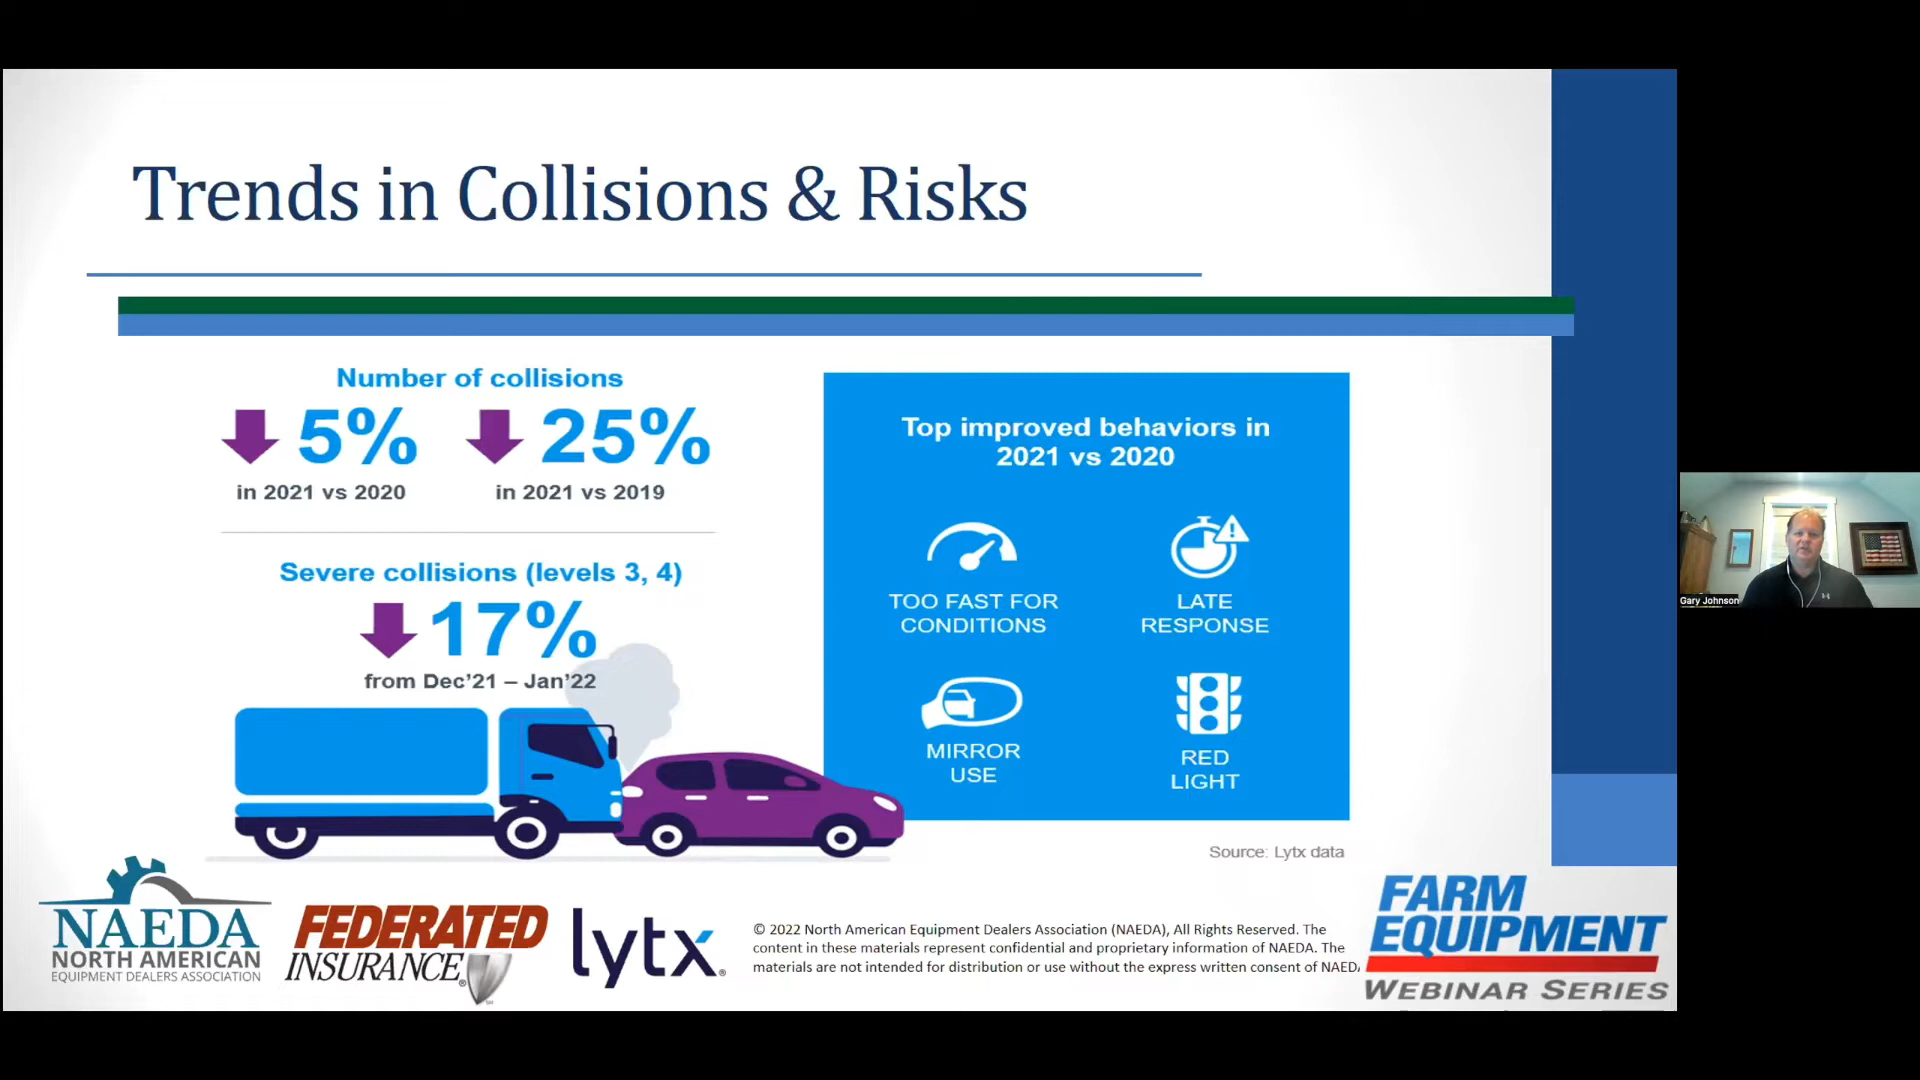 Trends in Collisions & Risks
Number of collisions
5%
25%
in 2021 vs 2020
in 2021 vs 2019
Severe collisions (levels 3, 4)
17%
from Dec'21 – Jan'22
Top improved behaviors in
2021 vs 2020
TOO FAST FOR
CONDITIONS
LATE
RESPONSE
MIRROR
USE
RED
LIGHT
Source: Lytx data
NAEDA
NORTH AMERICAN
EQUIPMENT DEALERS ASSOCIATION
FEDERATED
INSURANCE®
lytx®
© 2022 North American Equipment Dealers Association (NAEDA), All Rights Reserved. The
content in these materials represent confidential and proprietary information of NAEDA. The
materials are not intended for distribution or use without the express written consent of NAED
FARM
EQUIPMENT
WEBINAR SERIES
Gary Johnson